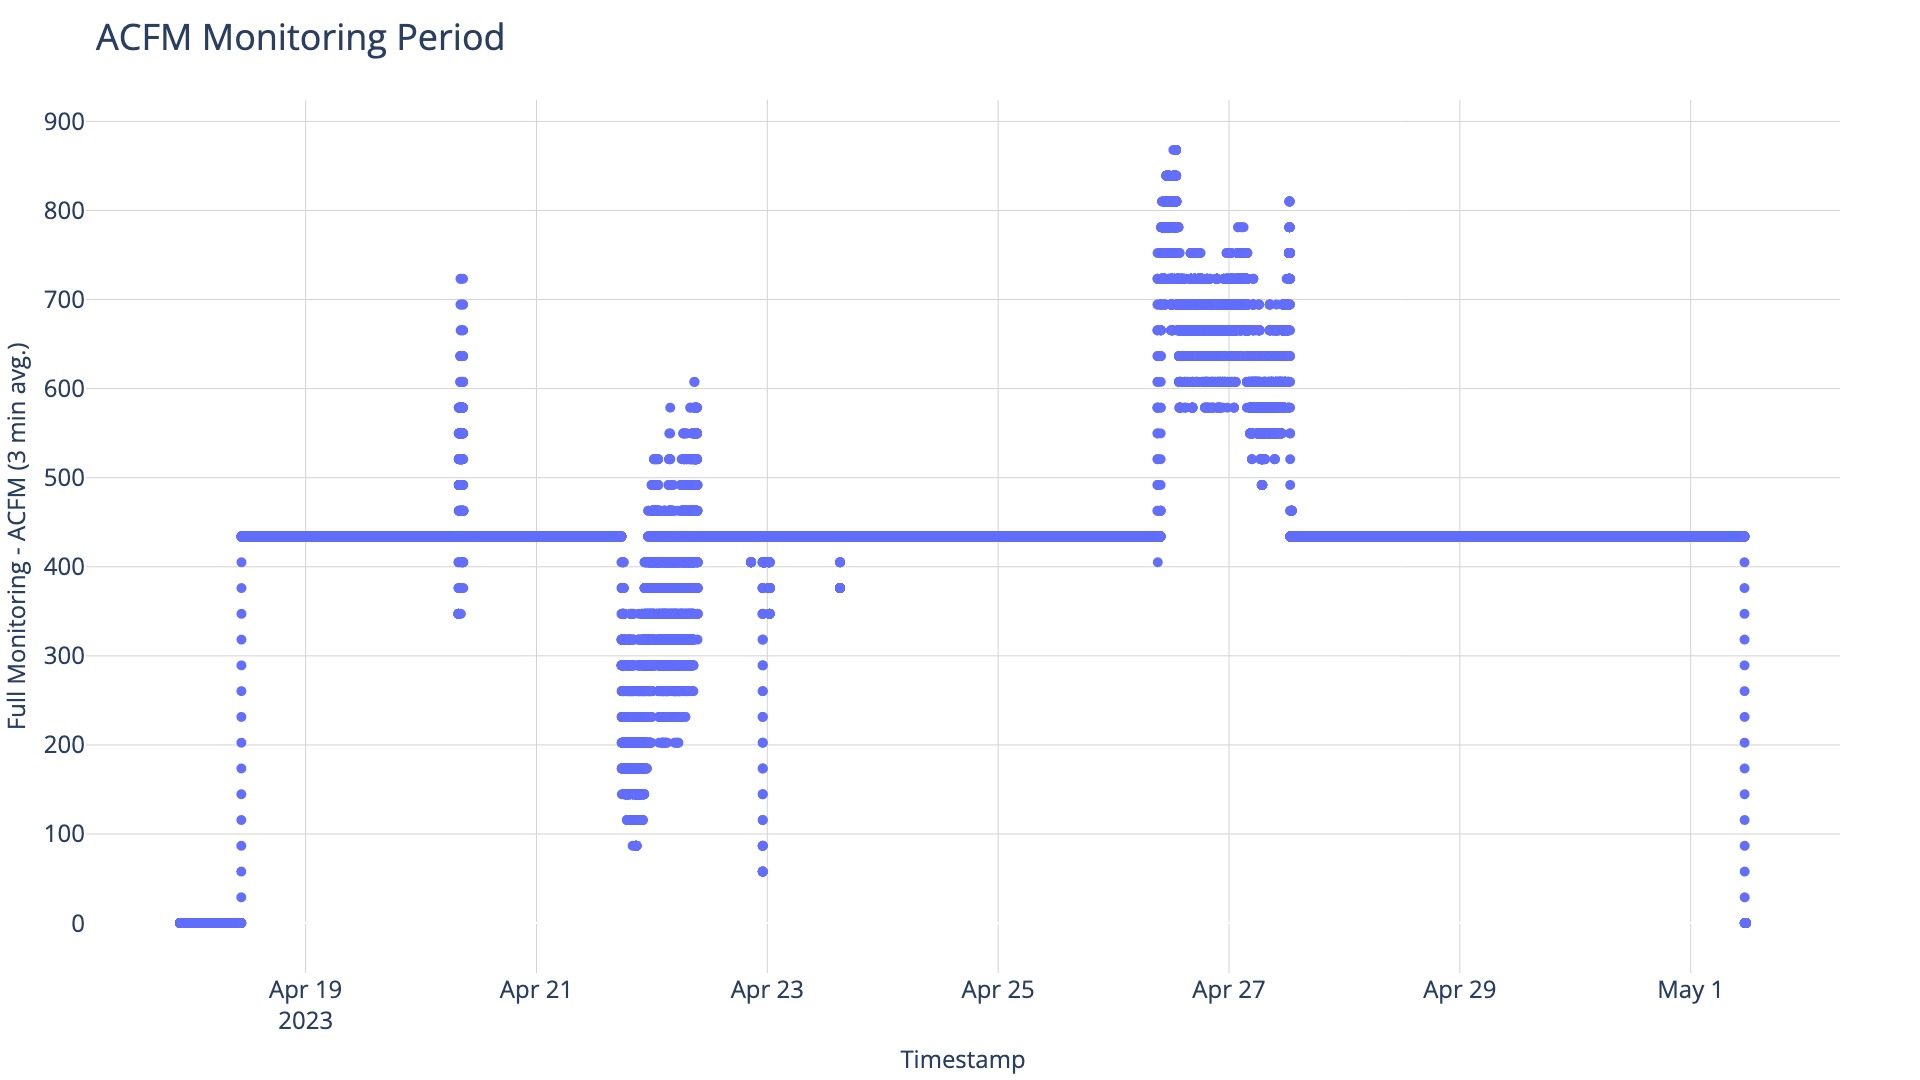 ACFM Monitoring Period
Full Monitoring - ACFM (3 min avg.)
900
800
700
600
500
400
300
200
100
0
Apr 19
2023
Apr 21
Apr 23
Apr 25
Apr 27
Apr 29
May 1
Timestamp